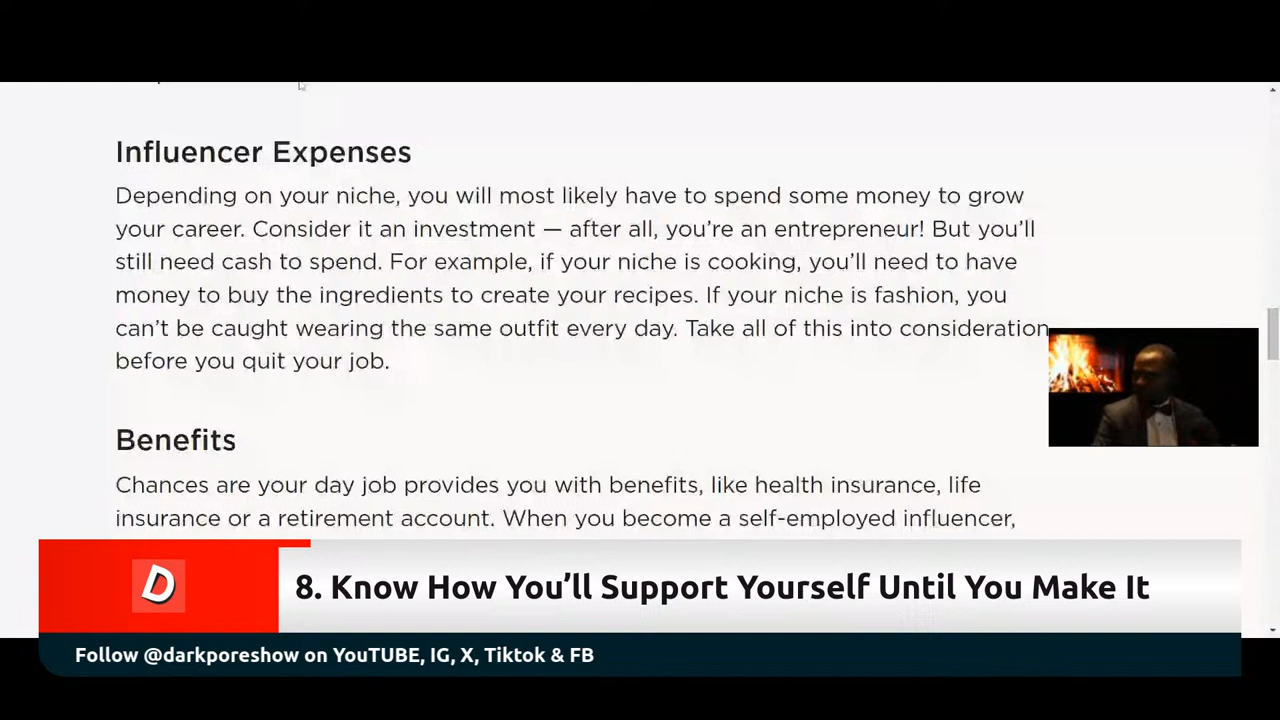 Influencer Expenses
Depending on your niche, you will most likely have to spend some money to grow
your career. Consider it an investment — after all, you’re an entrepreneur! But you’ll
still need cash to spend. For example, if your niche is cooking, you’ll need to have
money to buy the ingredients to create your recipes. If your niche is fashion, you
can’t be caught wearing the same outfit every day. Take all of this into consideration
before you quit your job.
Benefits
Chances are your day job provides you with benefits, like health insurance, life
insurance or a retirement account. When you become a self-employed influencer,
D
8. Know How You’ll Support Yourself Until You Make It
Follow @darkporeshow on YouTUBE, IG, X, Tiktok & FB